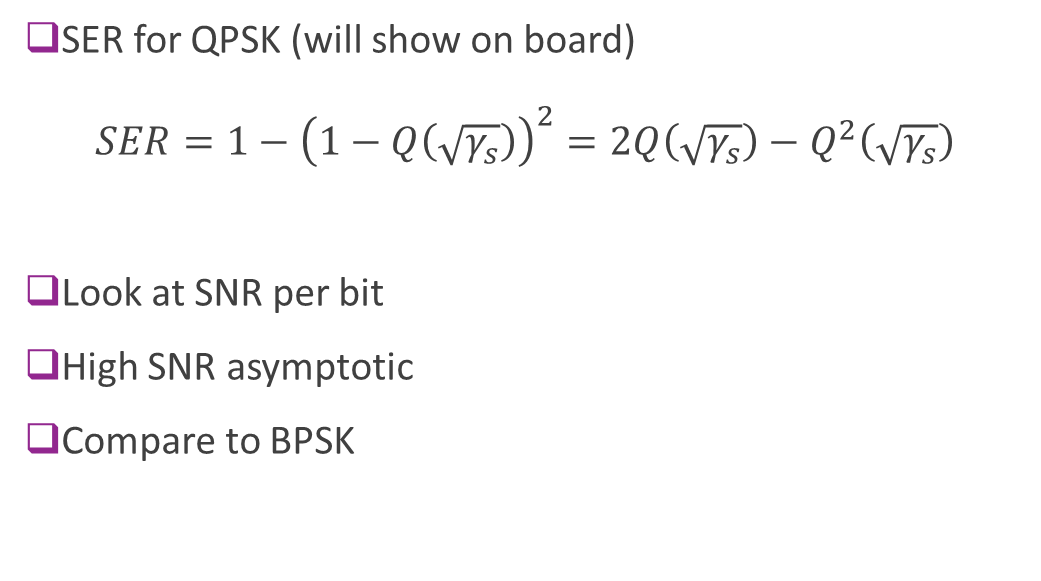 ❑SER for QPSK (will show on board)
SER = 1 − (1 − Q(√γₛ))² = 2Q(√γₛ) − Q²(√γₛ)
❑Look at SNR per bit
❑High SNR asymptotic
❑Compare to BPSK